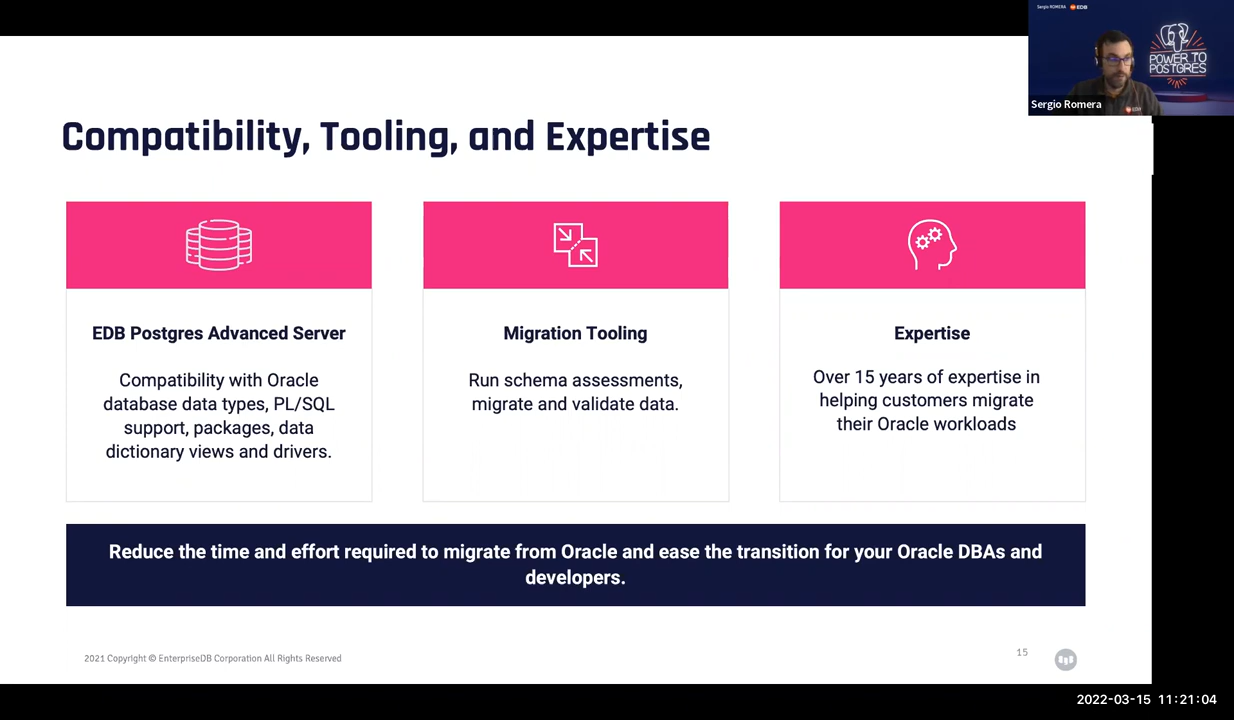 Sergio ROMERA EDB
POWER TO
POSTGRES
Sergio Romera
Compatibility, Tooling, and Expertise
EDB Postgres Advanced Server
Compatibility with Oracle
database data types, PL/SQL
support, packages, data
dictionary views and drivers.
Migration Tooling
Run schema assessments,
migrate and validate data.
Expertise
Over 15 years of expertise in
helping customers migrate
their Oracle workloads
Reduce the time and effort required to migrate from Oracle and ease the transition for your Oracle DBAs and
developers.
2021 Copyright © EnterpriseDB Corporation All Rights Reserved
15
2022-03-15 11:21:04